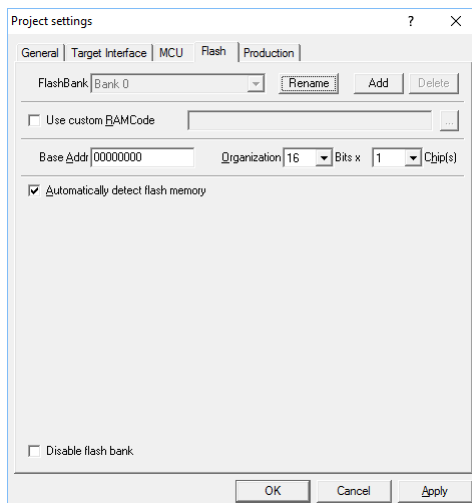 Project settings ? ×
General Target Interface MCU Flash Production
FlashBank Bank 0 Rename Add Delete
Use custom RAMCode ...
Base Addr 00000000 Organization 16 Bits x 1 Chip(s)
Automatically detect flash memory
Disable flash bank
OK Cancel Apply